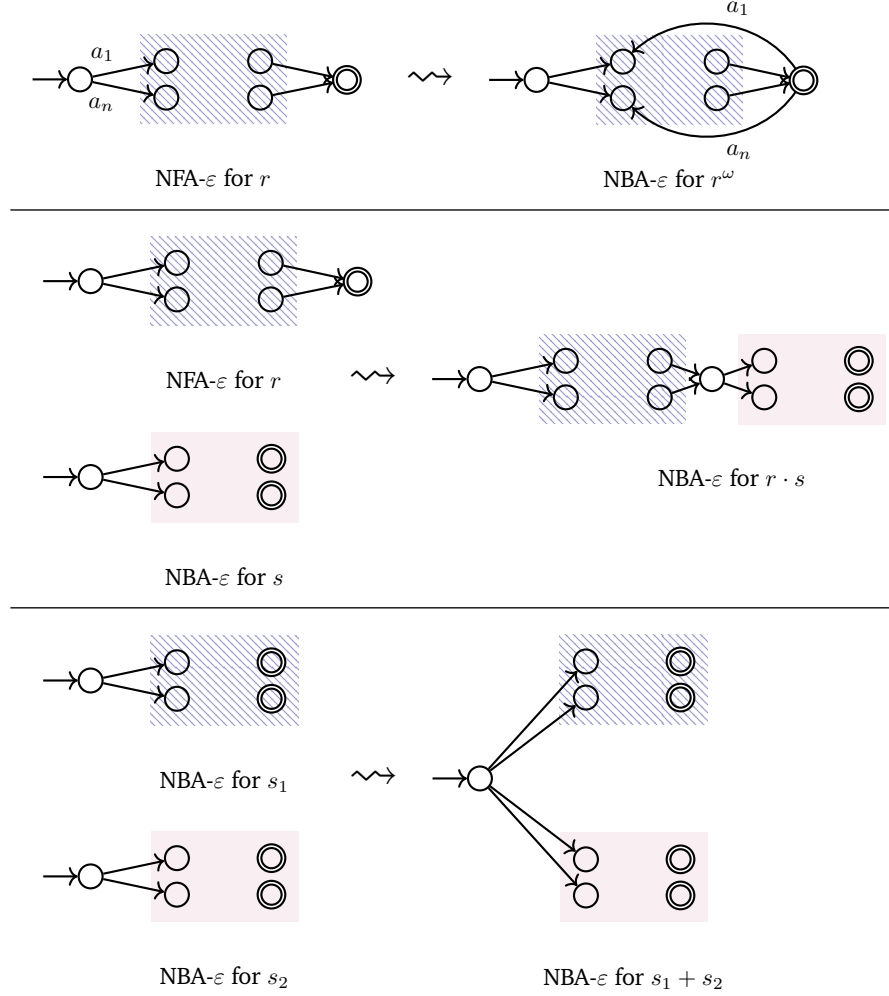 a₁
aₙ
a₁
aₙ
NFA-ε for r
NBA-ε for r^ω
NFA-ε for r
NBA-ε for s
NBA-ε for r · s
NBA-ε for s₁
NBA-ε for s₂
NBA-ε for s₁ + s₂